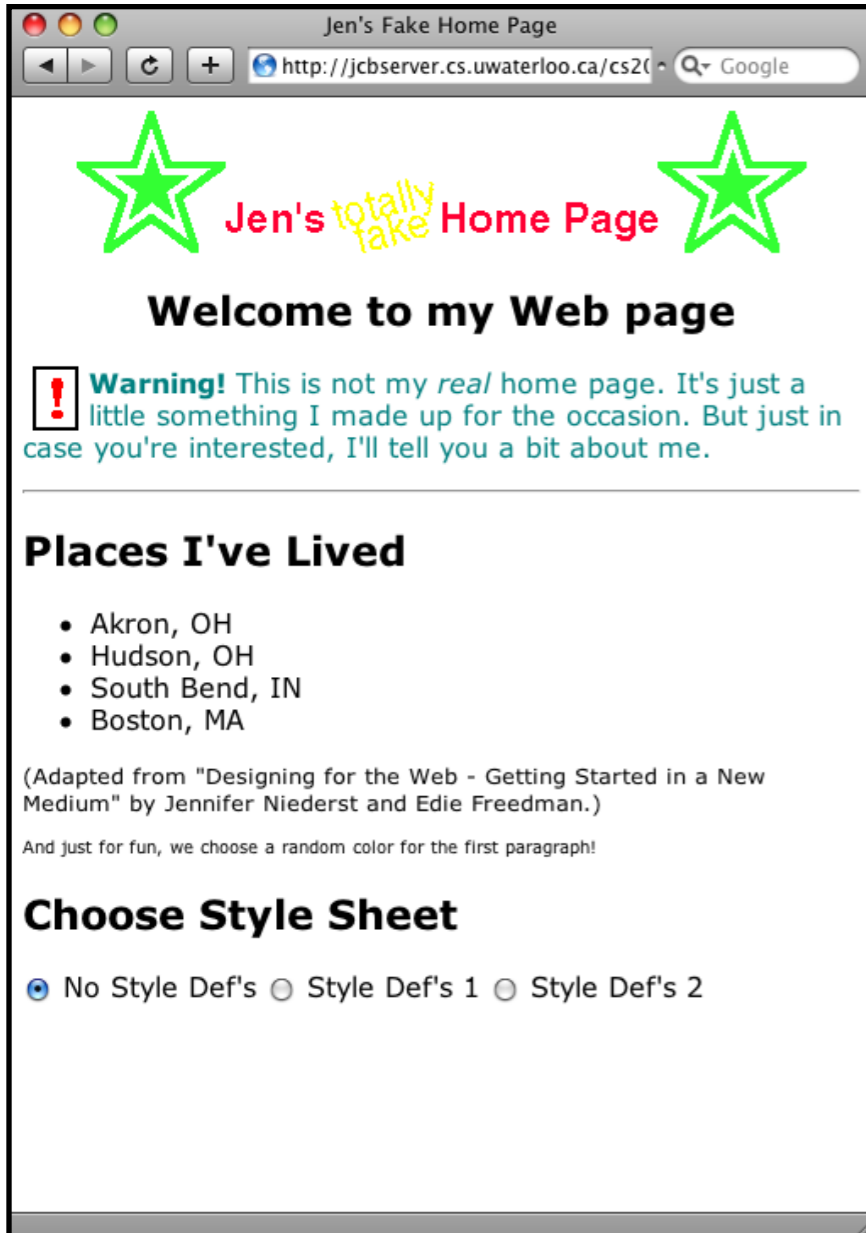 Jen's Fake Home Page
http://jcbserver.cs.uwaterloo.ca/cs20
Google
Jen's totally fake Home Page
Welcome to my Web page
! Warning! This is not my real home page. It's just a
little something I made up for the occasion. But just in
case you're interested, I'll tell you a bit about me.
Places I've Lived
• Akron, OH
• Hudson, OH
• South Bend, IN
• Boston, MA
(Adapted from "Designing for the Web - Getting Started in a New
Medium" by Jennifer Niederst and Edie Freedman.)
And just for fun, we choose a random color for the first paragraph!
Choose Style Sheet
No Style Def's Style Def's 1 Style Def's 2